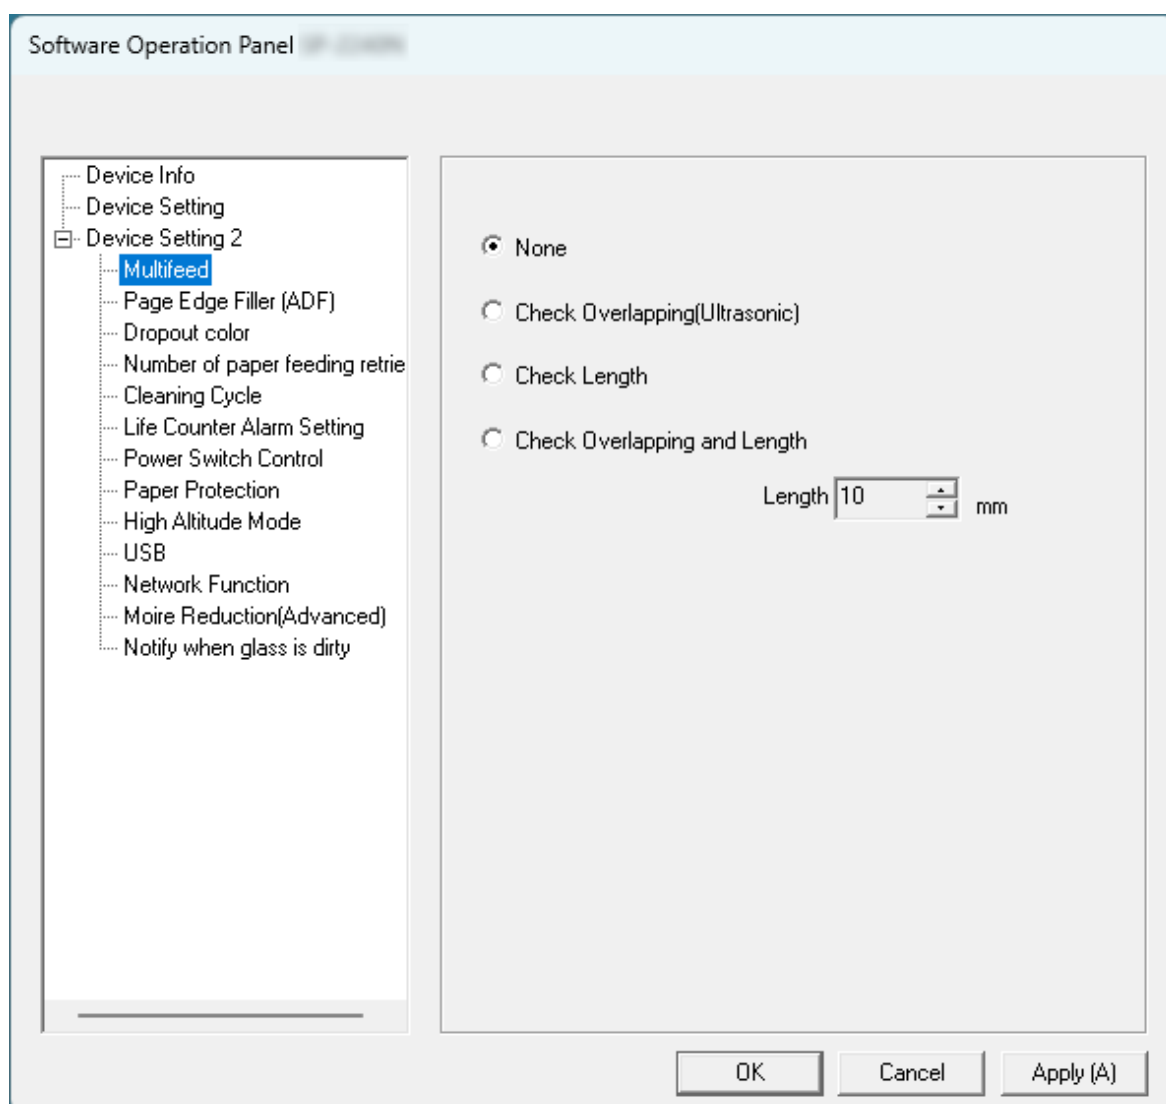 Software Operation Panel
Device Info
Device Setting
Device Setting 2
Multifeed
Page Edge Filler (ADF)
Dropout color
Number of paper feeding retrie
Cleaning Cycle
Life Counter Alarm Setting
Power Switch Control
Paper Protection
High Altitude Mode
USB
Network Function
Moire Reduction(Advanced)
Notify when glass is dirty
None
Check Overlapping(Ultrasonic)
Check Length
Check Overlapping and Length
Length 10 mm
OK Cancel Apply (A)